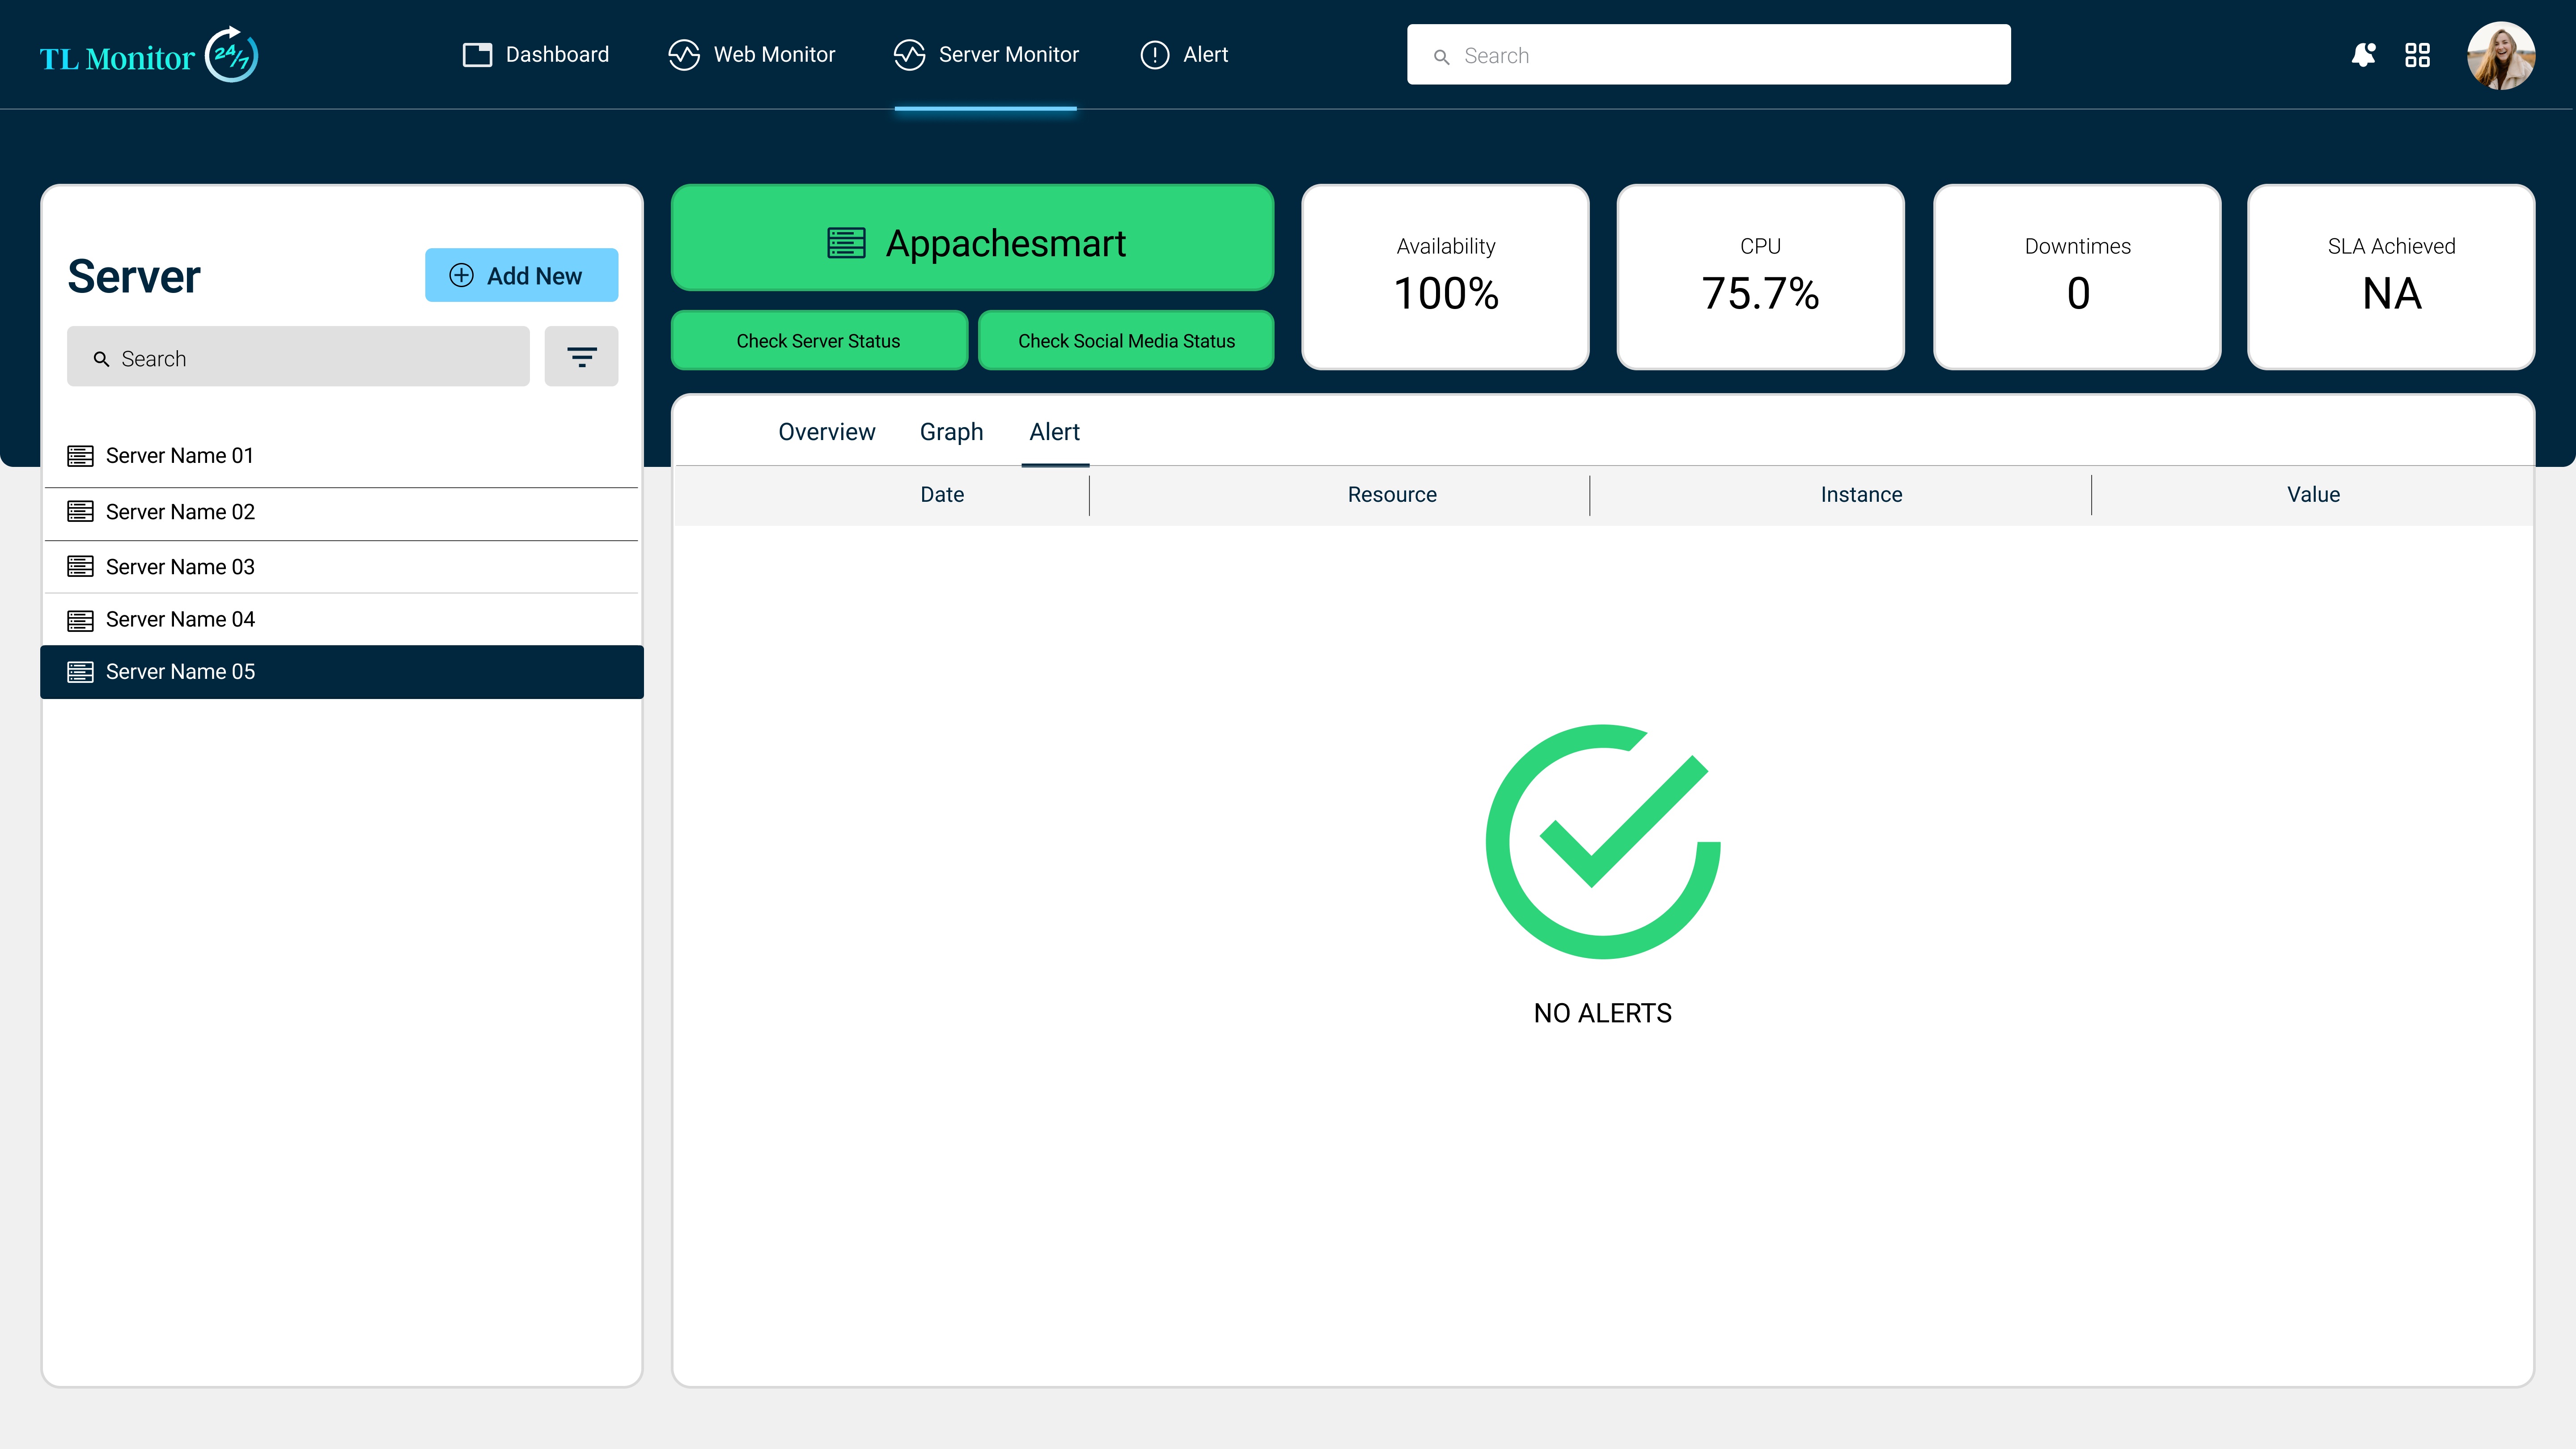 TL Monitor 24/7
Dashboard
Web Monitor
Server Monitor
Alert
Search
Server
Add New
Search
Server Name 01
Server Name 02
Server Name 03
Server Name 04
Server Name 05
Appachesmart
Check Server Status
Check Social Media Status
Availability
100%
CPU
75.7%
Downtimes
0
SLA Achieved
NA
Overview Graph Alert
Date Resource Instance Value
NO ALERTS